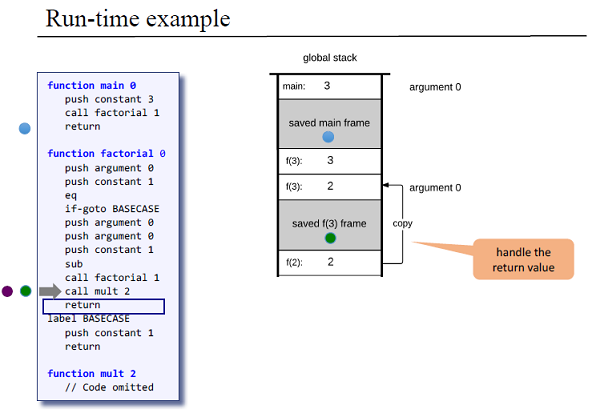 Run-time example
function main 0
push constant 3
call factorial 1
return
function factorial 0
push argument 0
push constant 1
eq
if-goto BASECASE
push argument 0
push argument 0
push constant 1
sub
call factorial 1
call mult 2
return
label BASECASE
push constant 1
return
function mult 2
// Code omitted
global stack
main: 3 argument 0
saved main frame
f(3): 3
f(3): 2 argument 0
saved f(3) frame
copy
f(2): 2
handle the
return value